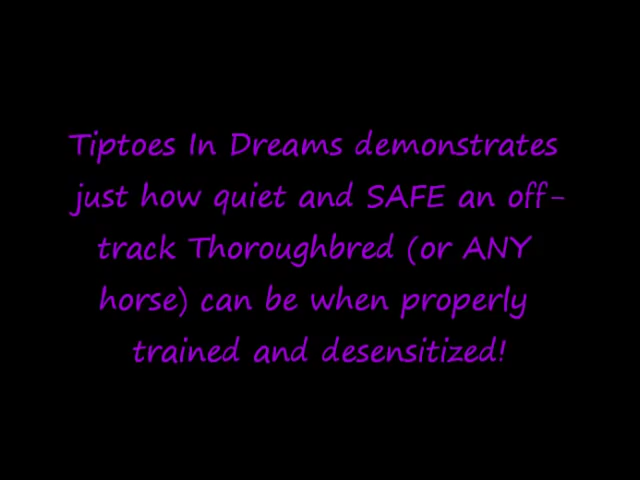 Tiptoes In Dreams demonstrates
just how quiet and SAFE an off-
track Thoroughbred (or ANY
horse) can be when properly
trained and desensitized!